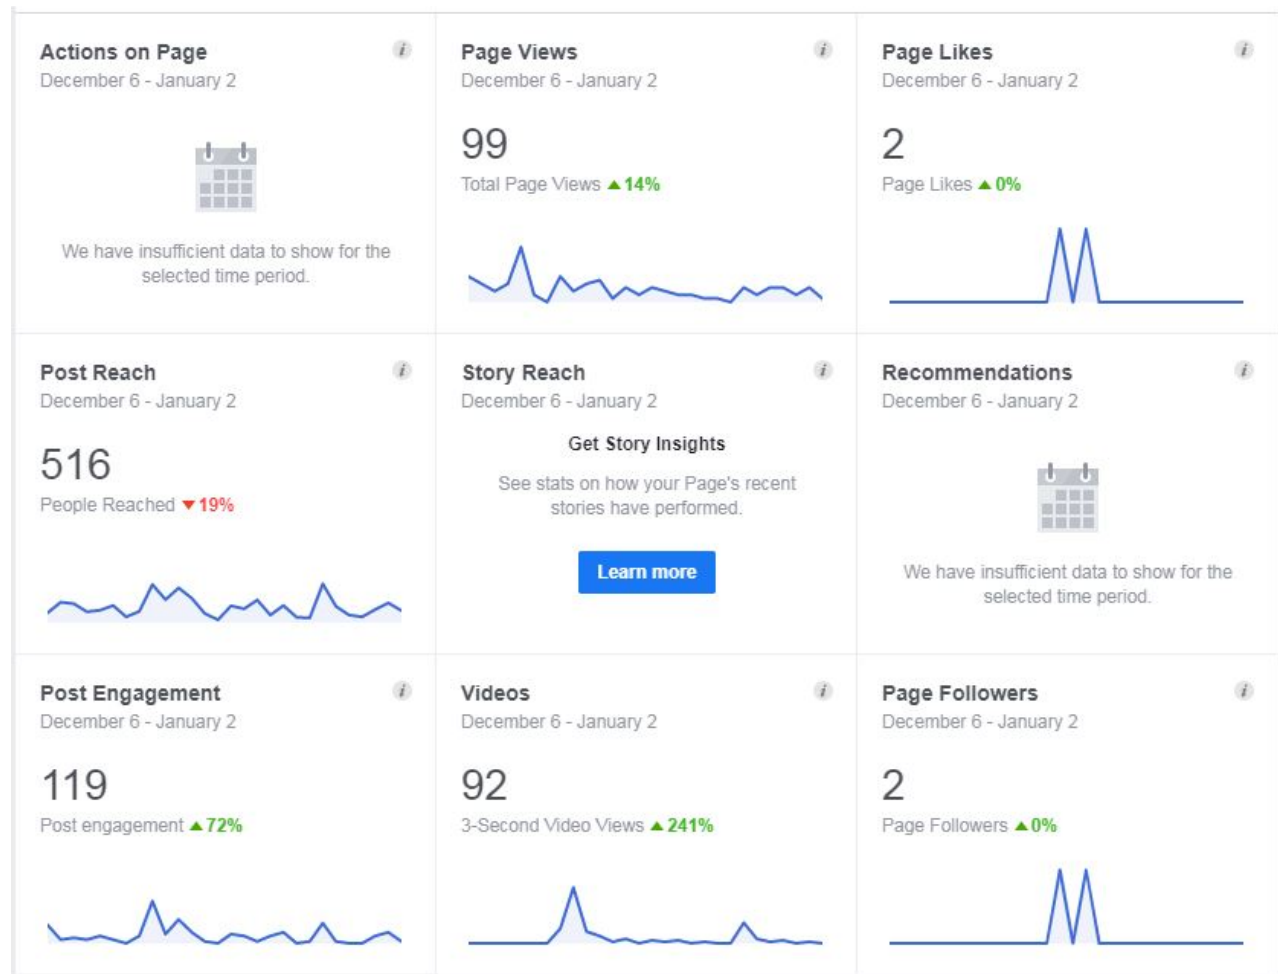 Actions on Page
December 6 - January 2
We have insufficient data to show for the
selected time period.
Page Views
December 6 - January 2
99
Total Page Views ▲ 14%
Page Likes
December 6 - January 2
2
Page Likes ▲ 0%
Post Reach
December 6 - January 2
516
People Reached ▼ 19%
Story Reach
December 6 - January 2
Get Story Insights
See stats on how your Page's recent
stories have performed.
Learn more
Recommendations
December 6 - January 2
We have insufficient data to show for the
selected time period.
Post Engagement
December 6 - January 2
119
Post engagement ▲ 72%
Videos
December 6 - January 2
92
3-Second Video Views ▲ 241%
Page Followers
December 6 - January 2
2
Page Followers ▲ 0%